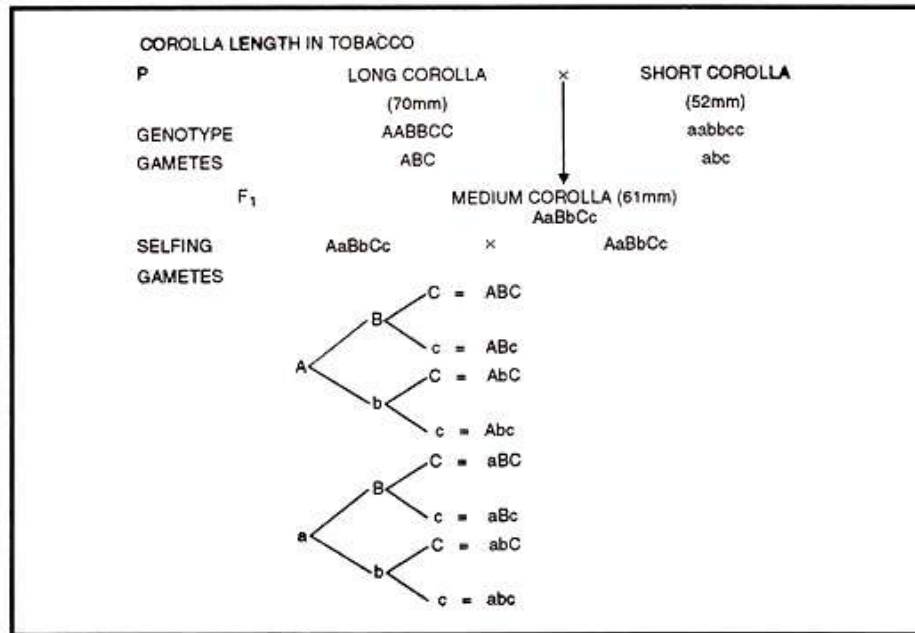 COROLLA LENGTH IN TOBACCO
P LONG COROLLA × SHORT COROLLA
(70mm) (52mm)
GENOTYPE AABBCC aabbcc
GAMETES ABC abc
F1 MEDIUM COROLLA (61mm)
AaBbCc
SELFING AaBbCc × AaBbCc
GAMETES
C = ABC
B
c = ABc
A
C = AbC
b
c = Abc
C = aBC
B
c = aBc
a
C = abC
b
c = abc